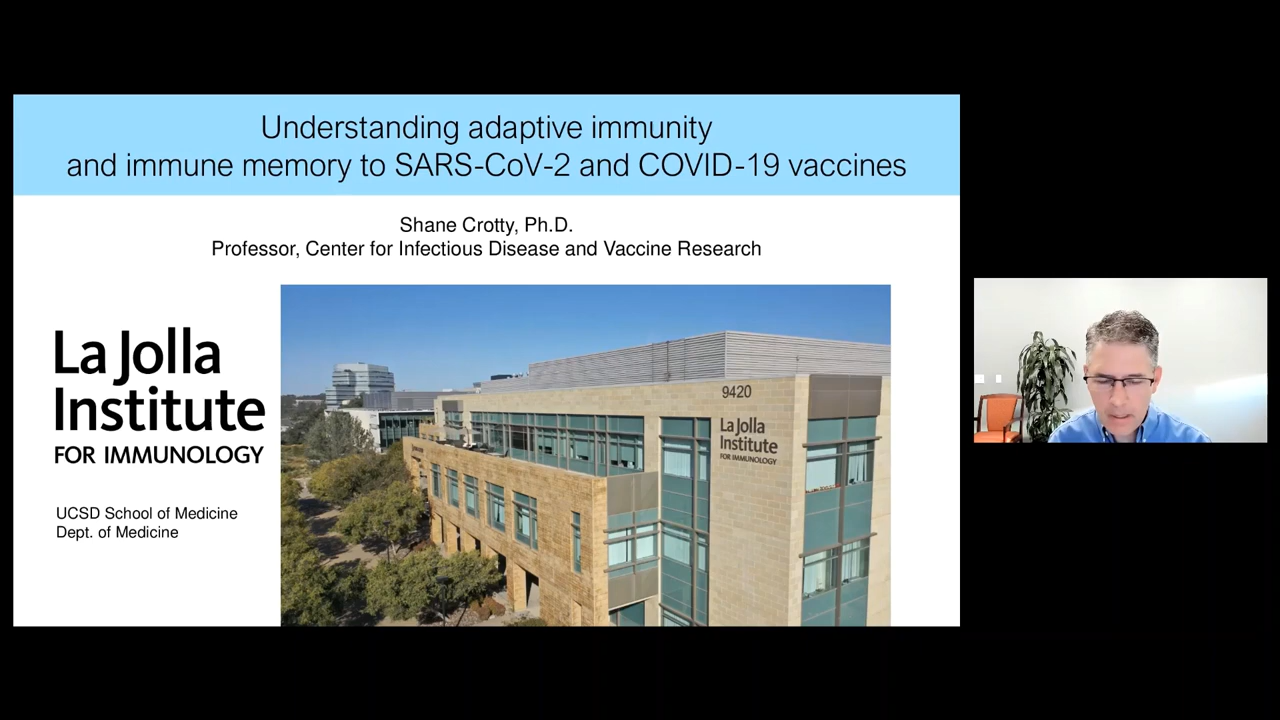 Understanding adaptive immunity
and immune memory to SARS-CoV-2 and COVID-19 vaccines
Shane Crotty, Ph.D.
Professor, Center for Infectious Disease and Vaccine Research
La Jolla
Institute
FOR IMMUNOLOGY
UCSD School of Medicine
Dept. of Medicine
9420
La Jolla
Institute
FOR IMMUNOLOGY